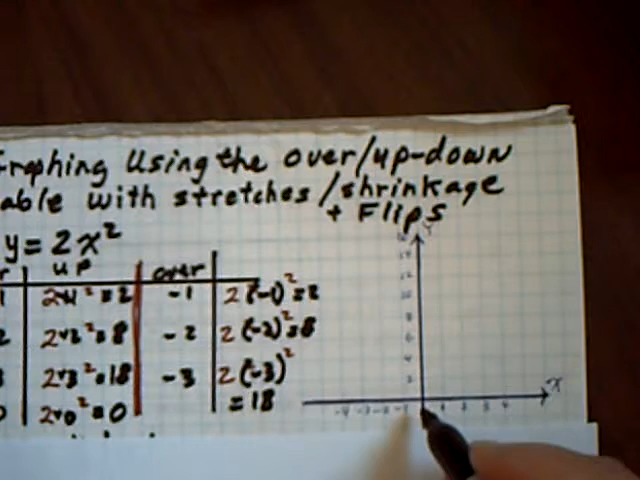 Graphing Using the over/up-down
table with stretches/shrinkage
+ Flips
y = 2x²
up over
2*1² = 2 -1 2(-1)² = 2
2*2² = 8 -2 2(-2)² = 8
2*3² = 18 -3 2(-3)²
2*0² = 0 = 18
x